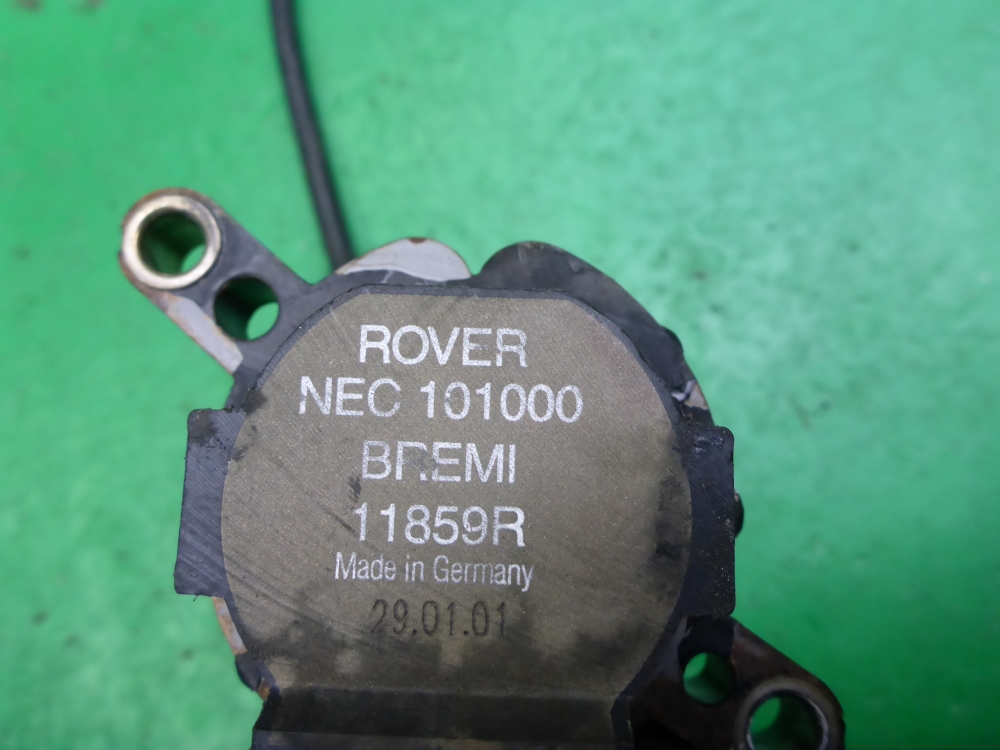 ROVER
NEC 101000
BREMI
11859R
Made in Germany
29.01.01